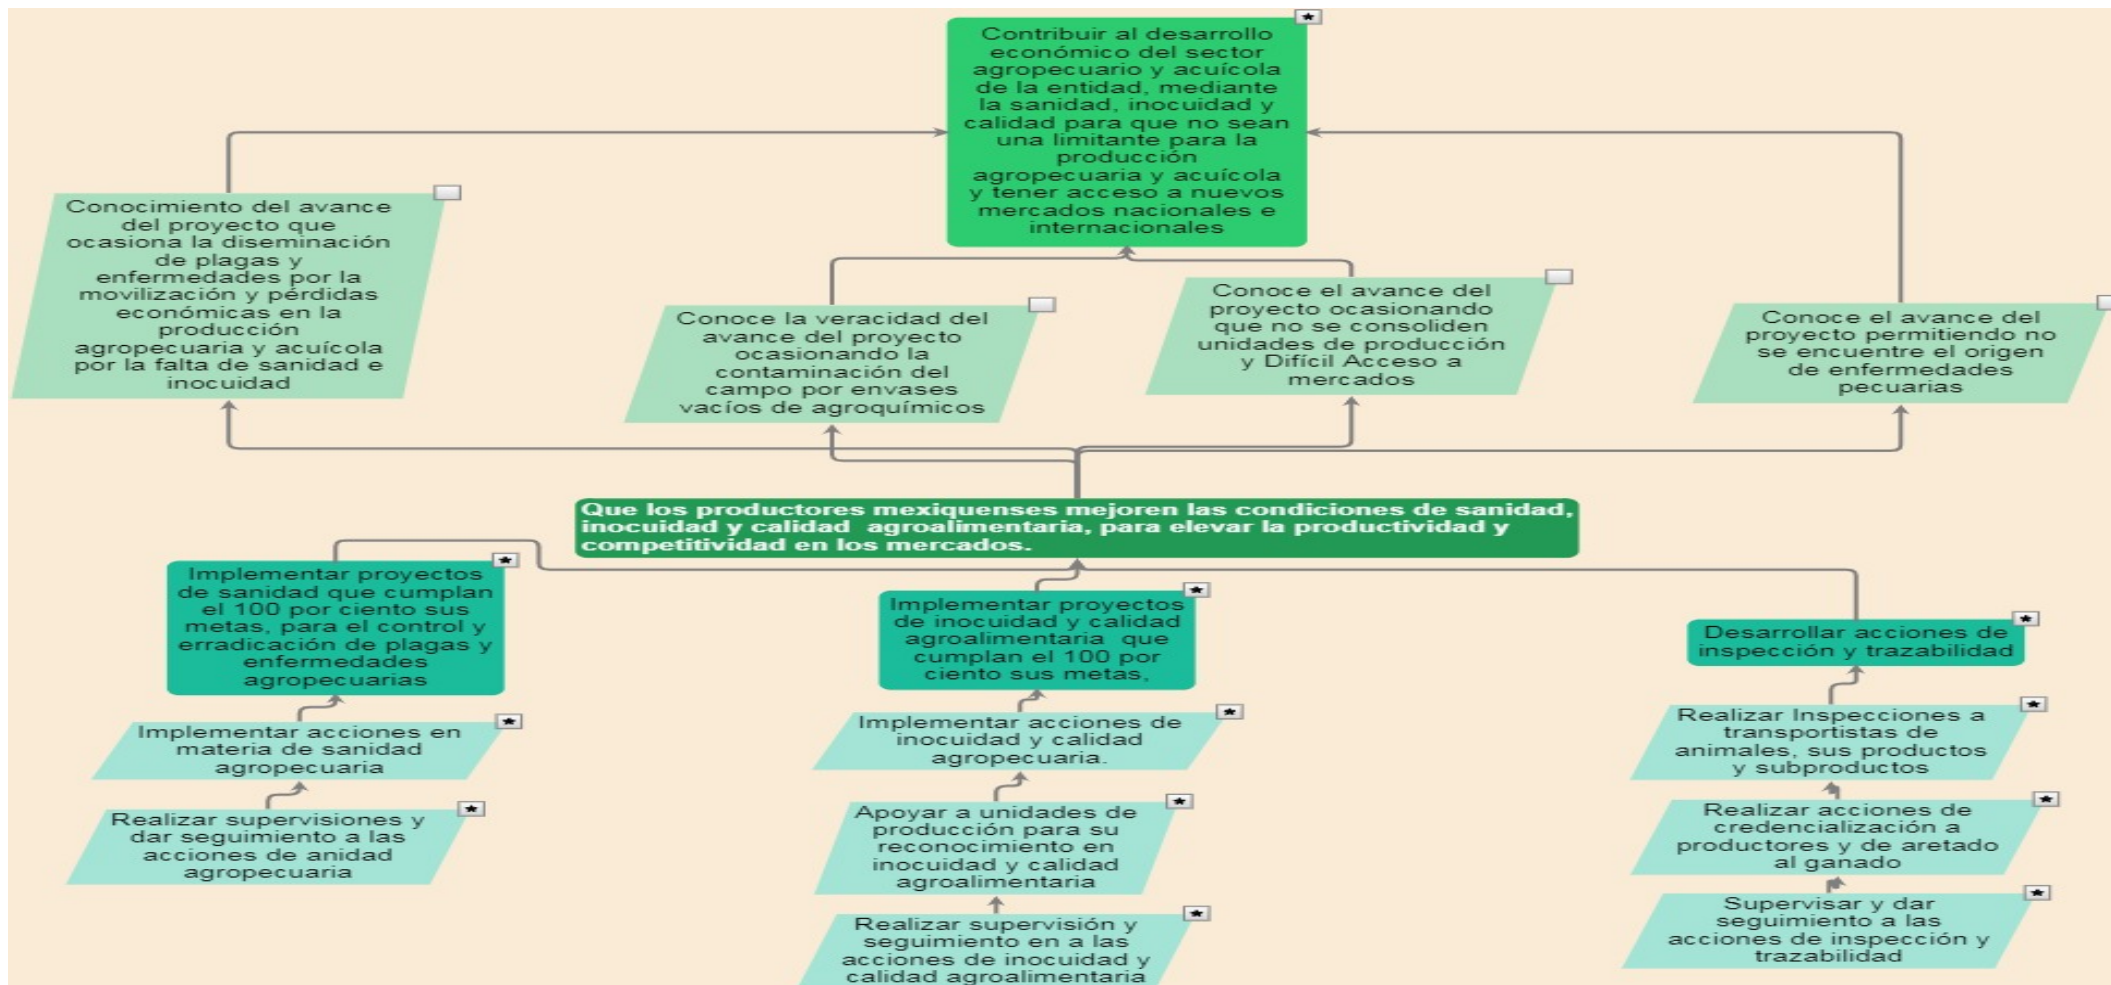 Contribuir al desarrollo
económico del sector
agropecuario y acuícola
de la entidad, mediante
la sanidad, inocuidad y
calidad para que no sean
una limitante para la
producción
agropecuaria y acuícola
y tener acceso a nuevos
mercados nacionales e
internacionales
Conocimiento del avance
del proyecto que
ocasiona la diseminación
de plagas y
enfermedades por la
movilización y pérdidas
económicas en la
producción
agropecuaria y acuícola
por la falta de sanidad e
inocuidad
Conoce la veracidad del
avance del proyecto
ocasionando la
contaminación del
campo por envases
vacíos de agroquímicos
Conoce el avance del
proyecto ocasionando
que no se consoliden
unidades de producción
y Difícil Acceso a
mercados
Conoce el avance del
proyecto permitiendo no
se encuentre el origen
de enfermedades
pecuarias
Que los productores mexiquenses mejoren las condiciones de sanidad,
inocuidad y calidad agroalimentaria, para elevar la productividad y
competitividad en los mercados.
Implementar proyectos
de sanidad que cumplan
el 100 por ciento sus
metas, para el control y
erradicación de plagas y
enfermedades
agropecuarias
Implementar acciones en
materia de sanidad
agropecuaria
Realizar supervisiones y
dar seguimiento a las
acciones de anidad
agropecuaria
Implementar proyectos
de inocuidad y calidad
agroalimentaria que
cumplan el 100 por
ciento sus metas,
Implementar acciones de
inocuidad y calidad
agropecuaria.
Apoyar a unidades de
producción para su
reconocimiento en
inocuidad y calidad
agroalimentaria
Realizar supervisión y
seguimiento en a las
acciones de inocuidad y
calidad agroalimentaria
Desarrollar acciones de
inspección y trazabilidad
Realizar Inspecciones a
transportistas de
animales, sus productos
y subproductos
Realizar acciones de
credencialización a
productores y de aretado
al ganado
Supervisar y dar
seguimiento a las
acciones de inspección y
trazabilidad